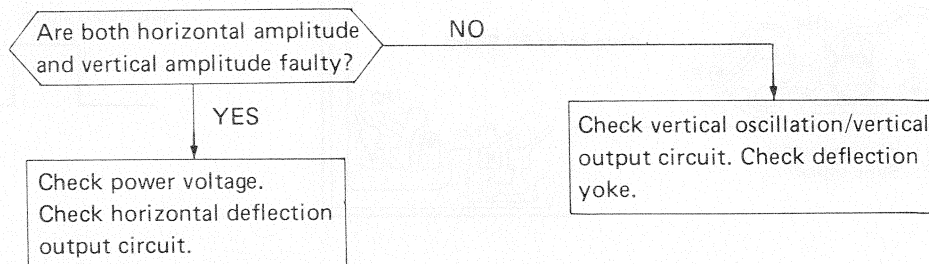 Are both horizontal amplitude
and vertical amplitude faulty?
NO
YES
Check power voltage.
Check horizontal deflection
output circuit.
Check vertical oscillation/vertical
output circuit. Check deflection
yoke.